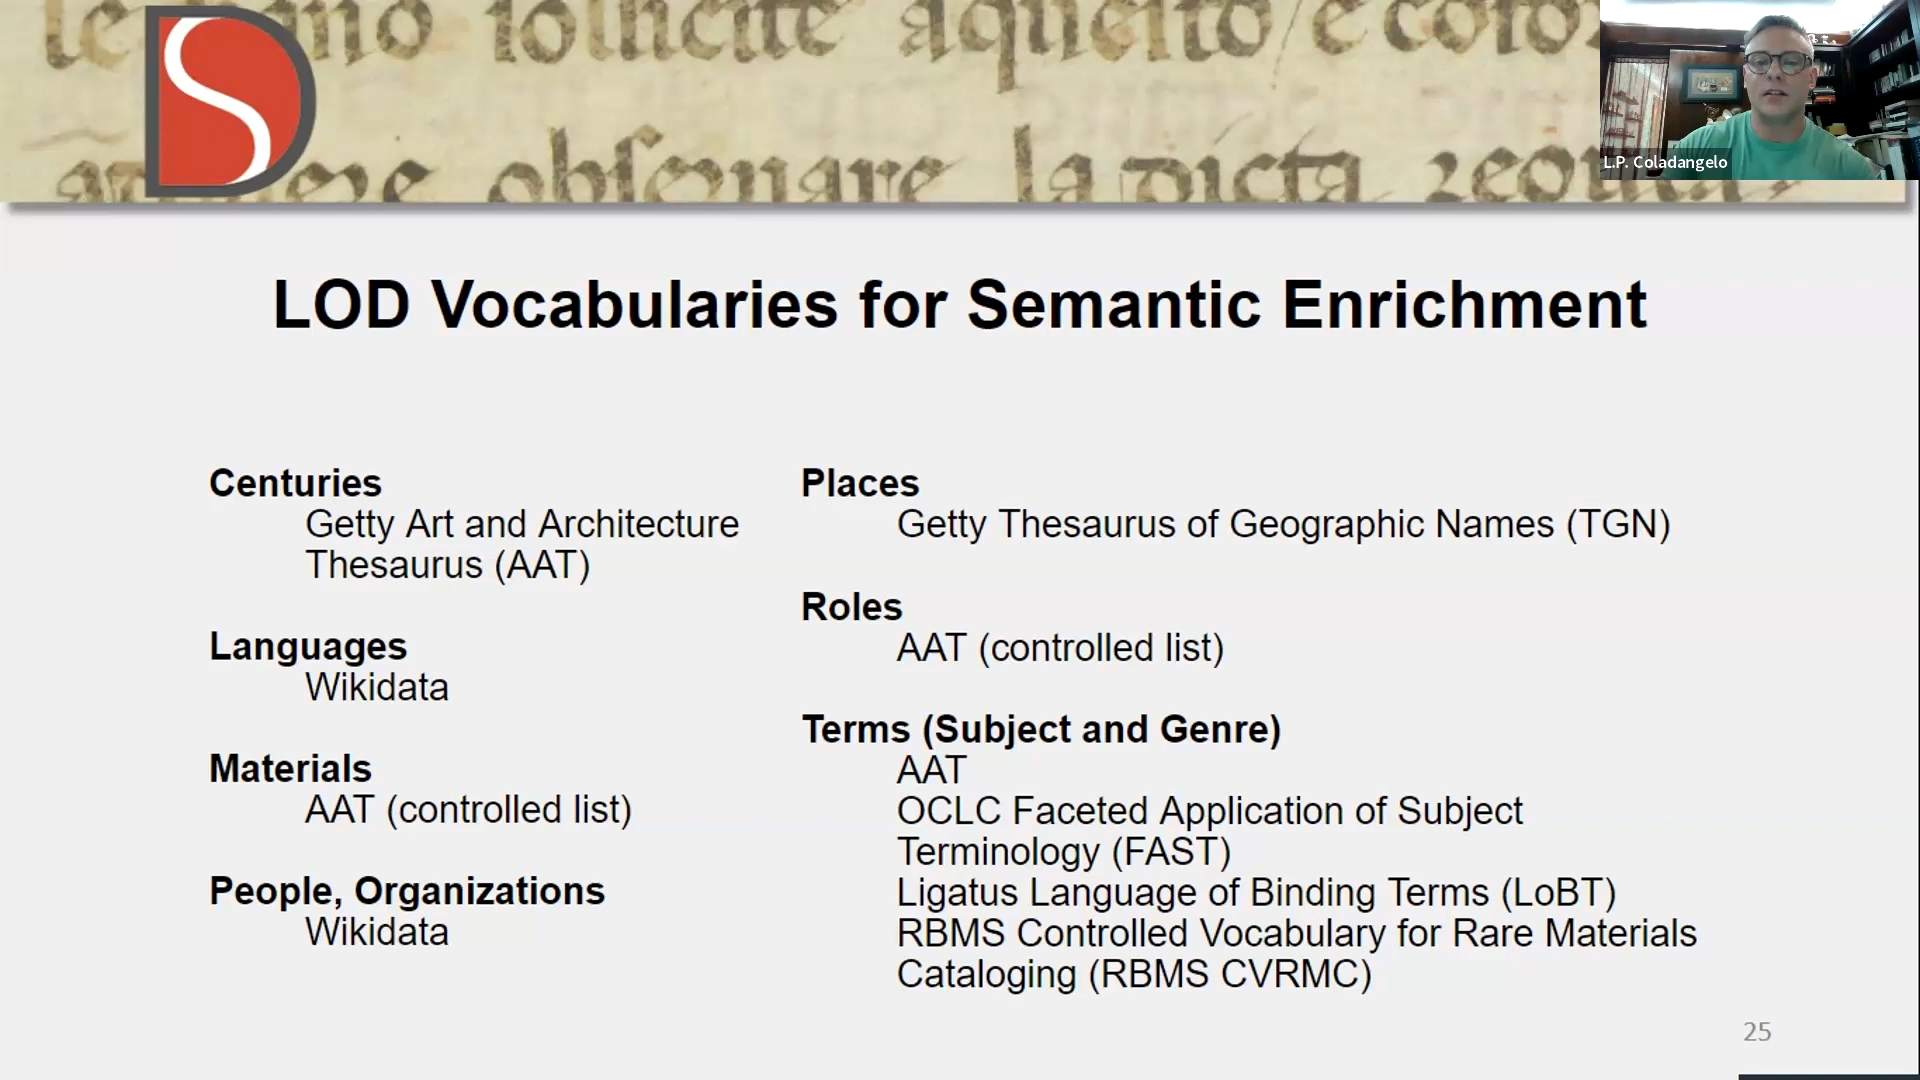 L.P. Coladangelo
LOD Vocabularies for Semantic Enrichment
Centuries
Getty Art and Architecture
Thesaurus (AAT)
Languages
Wikidata
Materials
AAT (controlled list)
People, Organizations
Wikidata
Places
Getty Thesaurus of Geographic Names (TGN)
Roles
AAT (controlled list)
Terms (Subject and Genre)
AAT
OCLC Faceted Application of Subject
Terminology (FAST)
Ligatus Language of Binding Terms (LoBT)
RBMS Controlled Vocabulary for Rare Materials
Cataloging (RBMS CVRMC)
25